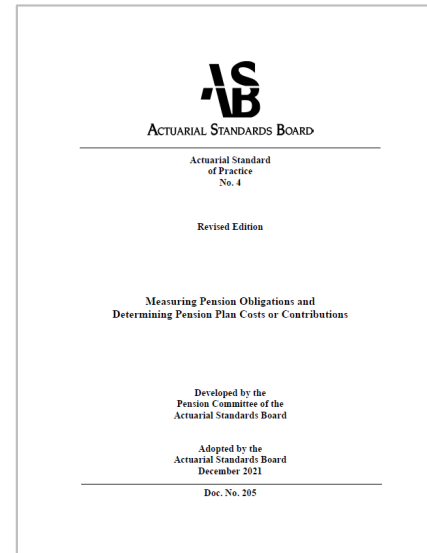 ASB
ACTUARIAL STANDARDS BOARD
Actuarial Standard
of Practice
No. 4
Revised Edition
Measuring Pension Obligations and
Determining Pension Plan Costs or Contributions
Developed by the
Pension Committee of the
Actuarial Standards Board
Adopted by the
Actuarial Standards Board
December 2021
Doc. No. 205